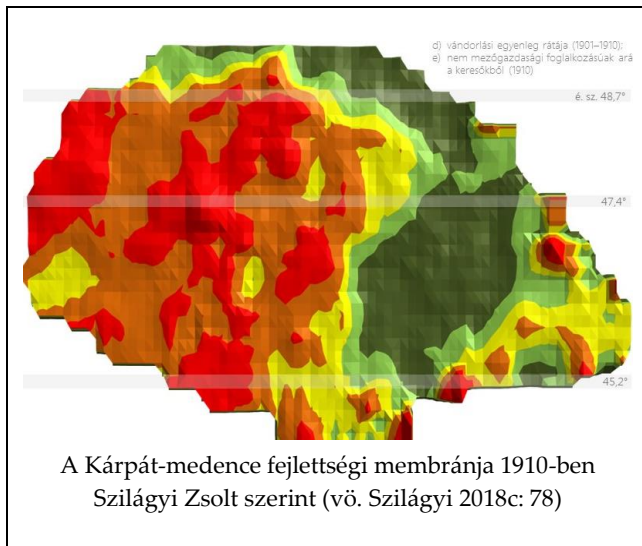 d) vándorlási egyenleg rátája (1901–1910);
e) nem mezőgazdasági foglalkozásúak ará
a keresőkből (1910)
é. sz. 48,7°
47,4°
45,2°
A Kárpát-medence fejlettségi membránja 1910-ben
Szilágyi Zsolt szerint (vö. Szilágyi 2018c: 78)